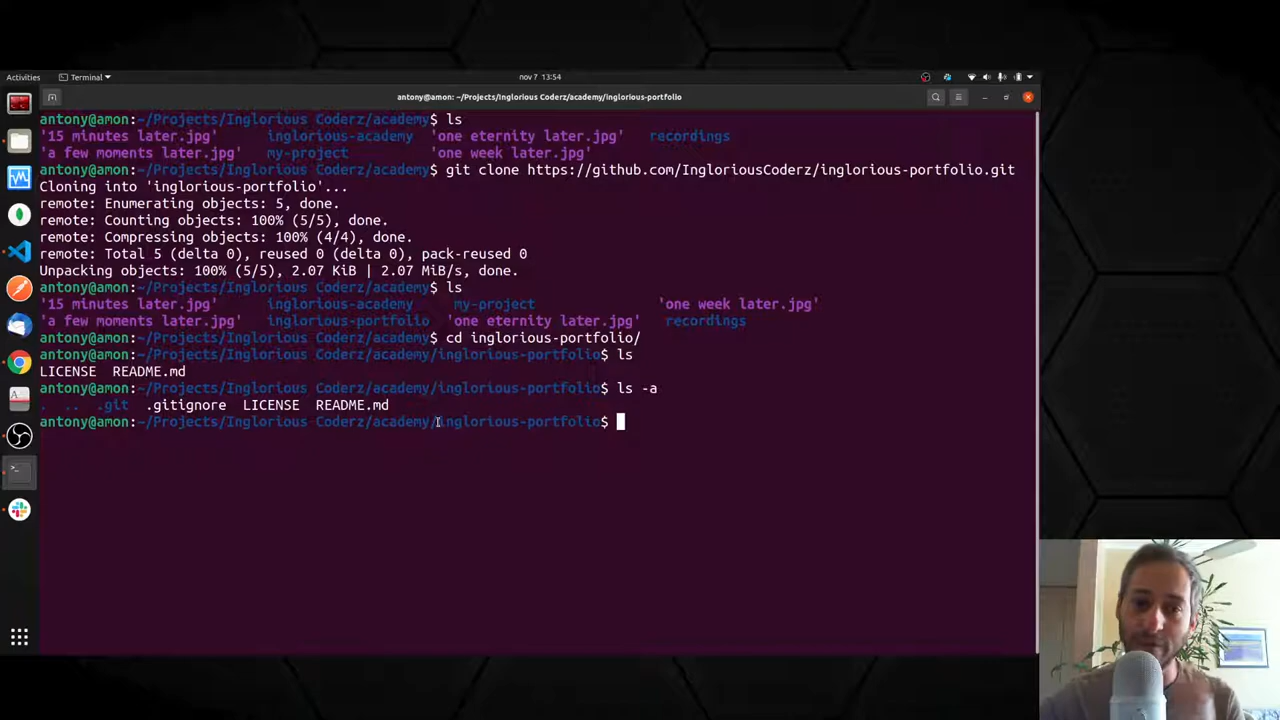 Activities Terminal nov 7 13:54
antony@amon: ~/Projects/Inglorious Coderz/academy/inglorious-portfolio
antony@amon:~/Projects/Inglorious Coderz/academy$ ls
'15 minutes later.jpg' inglorious-academy 'one eternity later.jpg' recordings
'a few moments later.jpg' my-project 'one week later.jpg'
antony@amon:~/Projects/Inglorious Coderz/academy$ git clone https://github.com/IngloriousCoderz/inglorious-portfolio.git
Cloning into 'inglorious-portfolio'...
remote: Enumerating objects: 5, done.
remote: Counting objects: 100% (5/5), done.
remote: Compressing objects: 100% (4/4), done.
remote: Total 5 (delta 0), reused 0 (delta 0), pack-reused 0
Unpacking objects: 100% (5/5), 2.07 KiB | 2.07 MiB/s, done.
antony@amon:~/Projects/Inglorious Coderz/academy$ ls
'15 minutes later.jpg' inglorious-academy my-project 'one week later.jpg'
'a few moments later.jpg' inglorious-portfolio 'one eternity later.jpg' recordings
antony@amon:~/Projects/Inglorious Coderz/academy$ cd inglorious-portfolio/
antony@amon:~/Projects/Inglorious Coderz/academy/inglorious-portfolio$ ls
LICENSE README.md
antony@amon:~/Projects/Inglorious Coderz/academy/inglorious-portfolio$ ls -a
. .. .git .gitignore LICENSE README.md
antony@amon:~/Projects/Inglorious Coderz/academy/inglorious-portfolio$